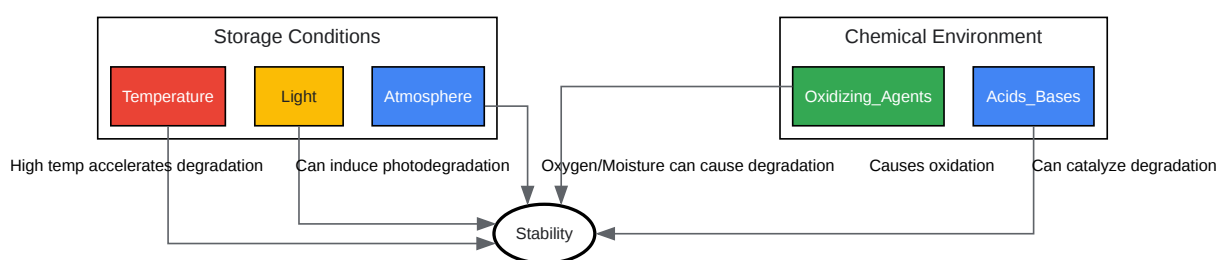 Storage Conditions
Chemical Environment
Temperature
Light
Atmosphere
Oxidizing_Agents
Acids_Bases
High temp accelerates degradation
Can induce photodegradation
Oxygen/Moisture can cause degradation
Causes oxidation
Can catalyze degradation
Stability